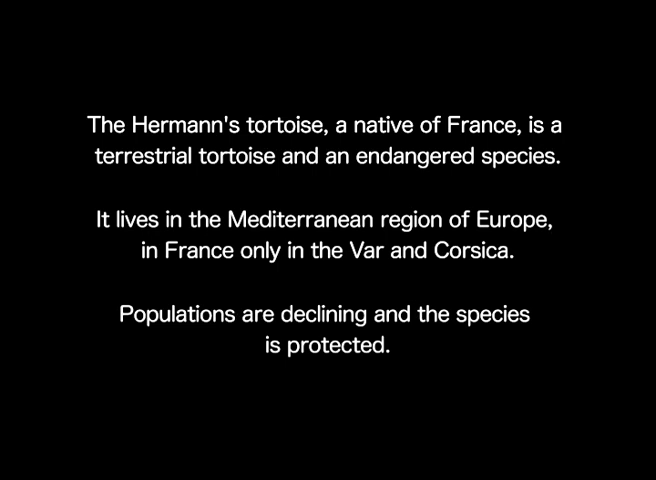 The Hermann's tortoise, a native of France, is a
terrestrial tortoise and an endangered species.
It lives in the Mediterranean region of Europe,
in France only in the Var and Corsica.
Populations are declining and the species
is protected.